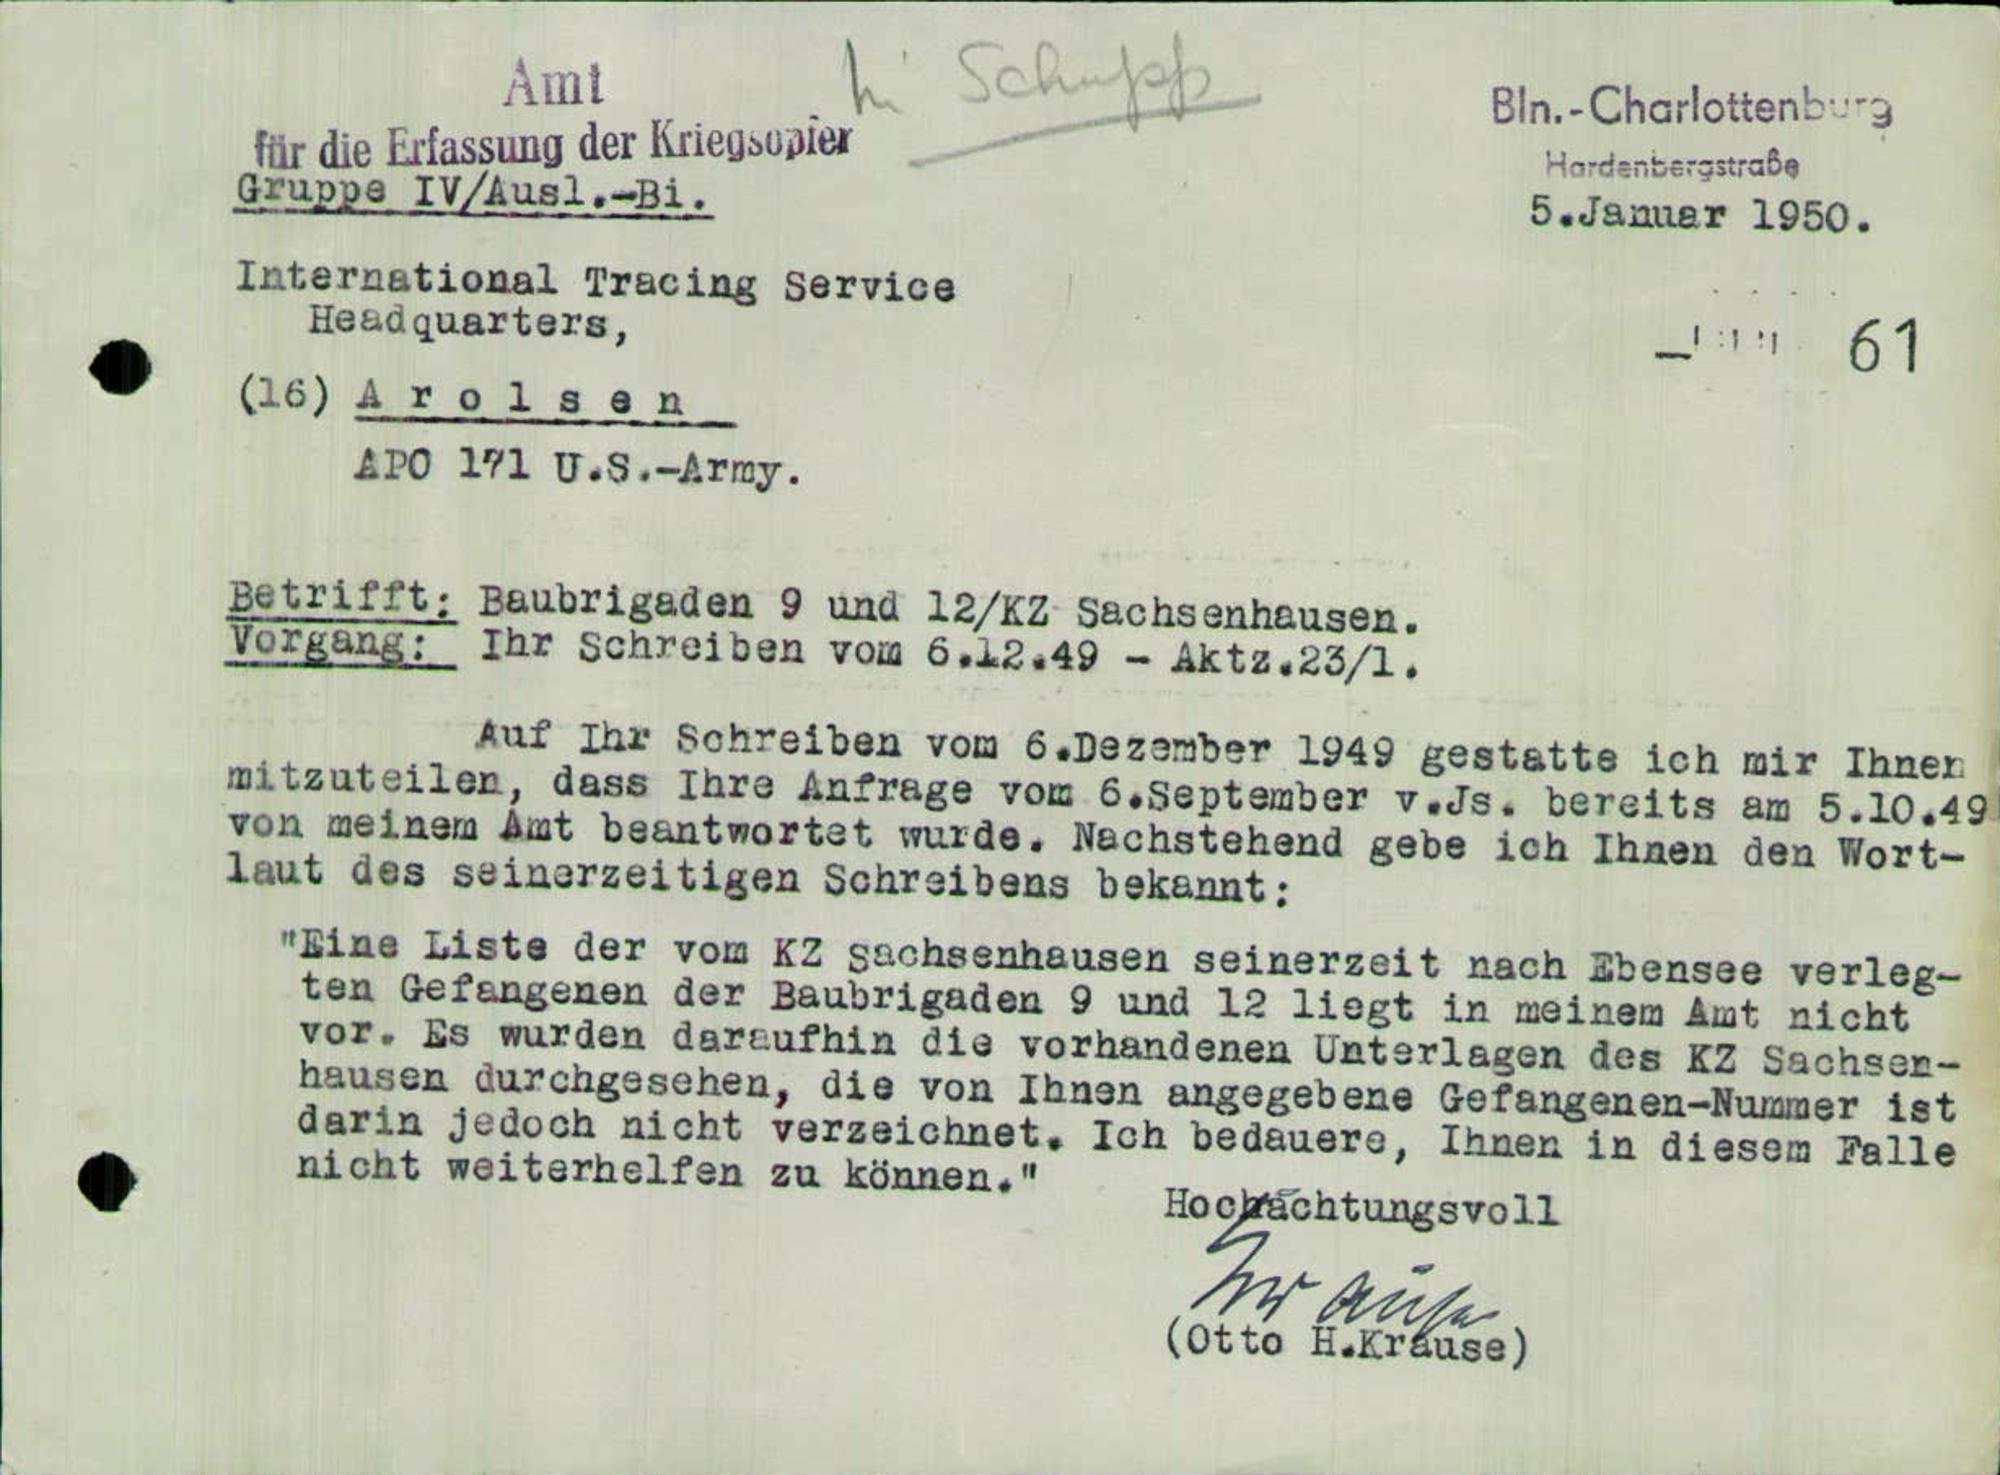 Amt
für die Erfassung der Kriegsopfer
Gruppe IV/Ausl.-Bi.
Schupp
Bln.-Charlottenburg
Hardenbergstraße
5.Januar 1950.
International Tracing Service
Headquarters,
61
(16) A r o l s e n
APO 171 U.S.-Army.
Betrifft: Baubrigaden 9 und 12/KZ Sachsenhausen.
Vorgang: Ihr Schreiben vom 6.12.49 - Aktz.23/1.
Auf Ihr Schreiben vom 6.Dezember 1949 gestatte ich mir Ihnen
mitzuteilen, dass Ihre Anfrage vom 6.September v.Js. bereits am 5.10.49
von meinem Amt beantwortet wurde. Nachstehend gebe ich Ihnen den Wort-
laut des seinerzeitigen Schreibens bekannt:
"Eine Liste der vom KZ Sachsenhausen seinerzeit nach Ebensee verleg-
ten Gefangenen der Baubrigaden 9 und 12 liegt in meinem Amt nicht
vor. Es wurden daraufhin die vorhandenen Unterlagen des KZ Sachsen-
hausen durchgesehen, die von Ihnen angegebene Gefangenen-Nummer ist
darin jedoch nicht verzeichnet. Ich bedauere, Ihnen in diesem Falle
nicht weiterhelfen zu können."
Hochachtungsvoll
Krause
(Otto H.Krause)